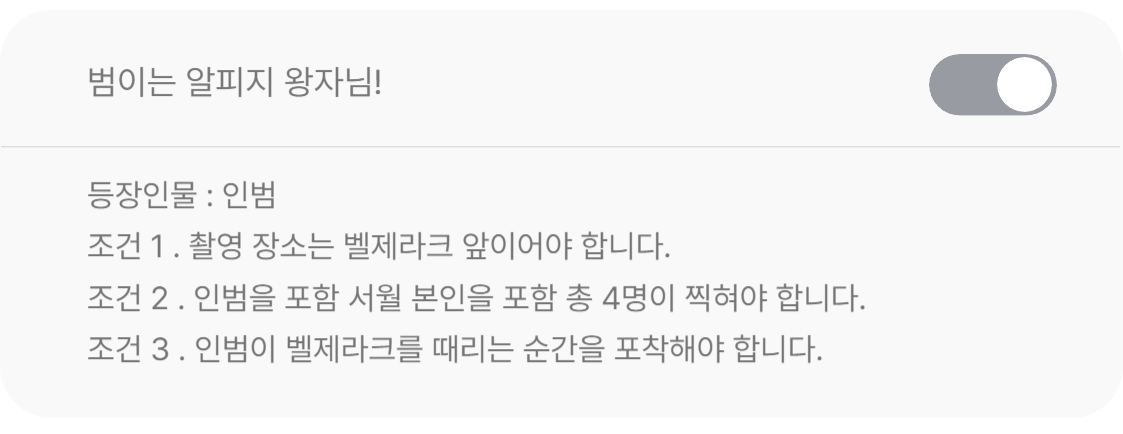 범이는 알피지 왕자님!
등장인물 : 인범
조건 1 . 촬영 장소는 벨제라크 앞이어야 합니다.
조건 2 . 인범을 포함 서월 본인을 포함 총 4명이 찍혀야 합니다.
조건 3 . 인범이 벨제라크를 때리는 순간을 포착해야 합니다.